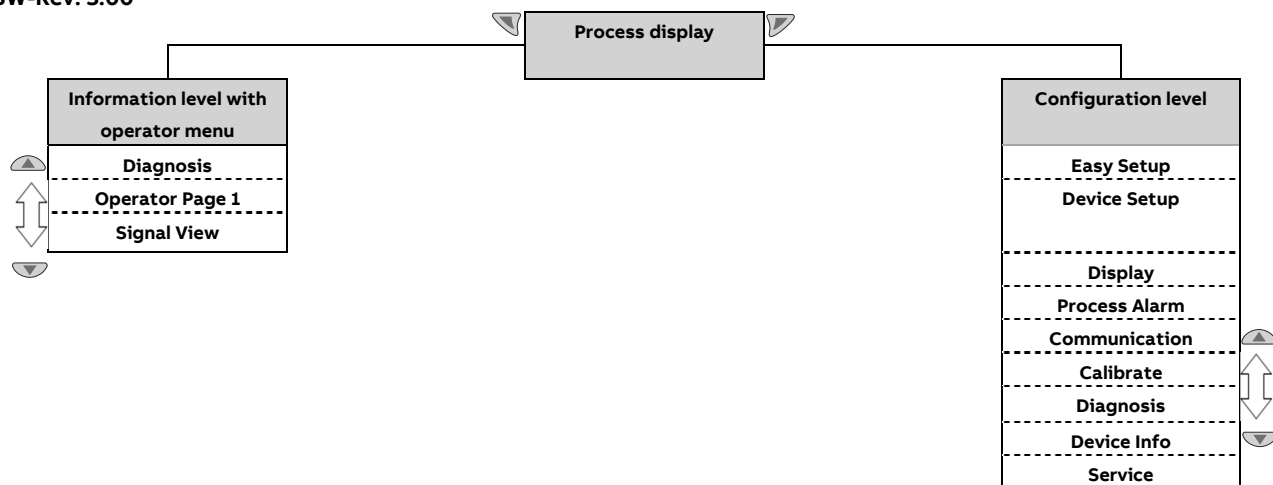 Process display
Information level with
operator menu
Diagnosis
Operator Page 1
Signal View
Configuration level
Easy Setup
Device Setup
Display
Process Alarm
Communication
Calibrate
Diagnosis
Device Info
Service